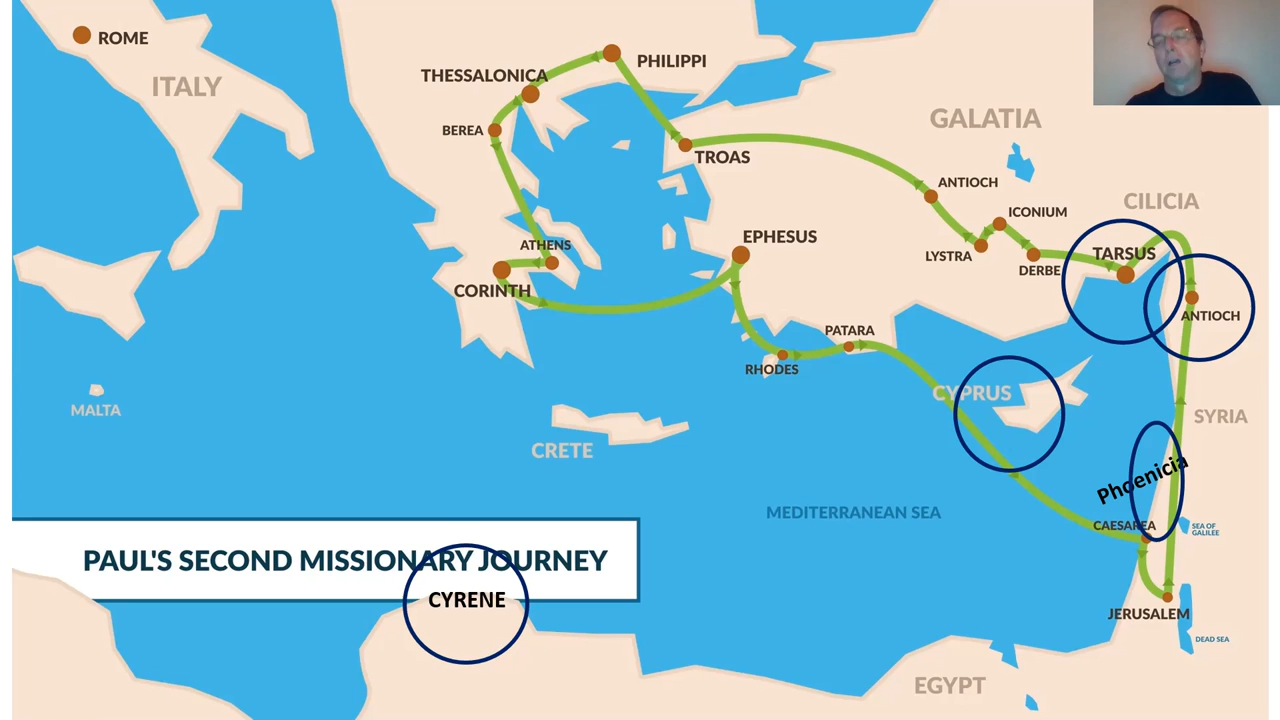 ROME
ITALY
THESSALONICA
PHILIPPI
BEREA
TROAS
GALATIA
ANTIOCH
ICONIUM
CILICIA
LYSTRA
DERBE
TARSUS
ATHENS
EPHESUS
CORINTH
ANTIOCH
PATARA
RHODES
CYPRUS
MALTA
CRETE
SYRIA
Phoenicia
MEDITERRANEAN SEA
CAESAREA
SEA OF
GALILEE
PAUL'S SECOND MISSIONARY JOURNEY
CYRENE
JERUSALEM
DEAD SEA
EGYPT